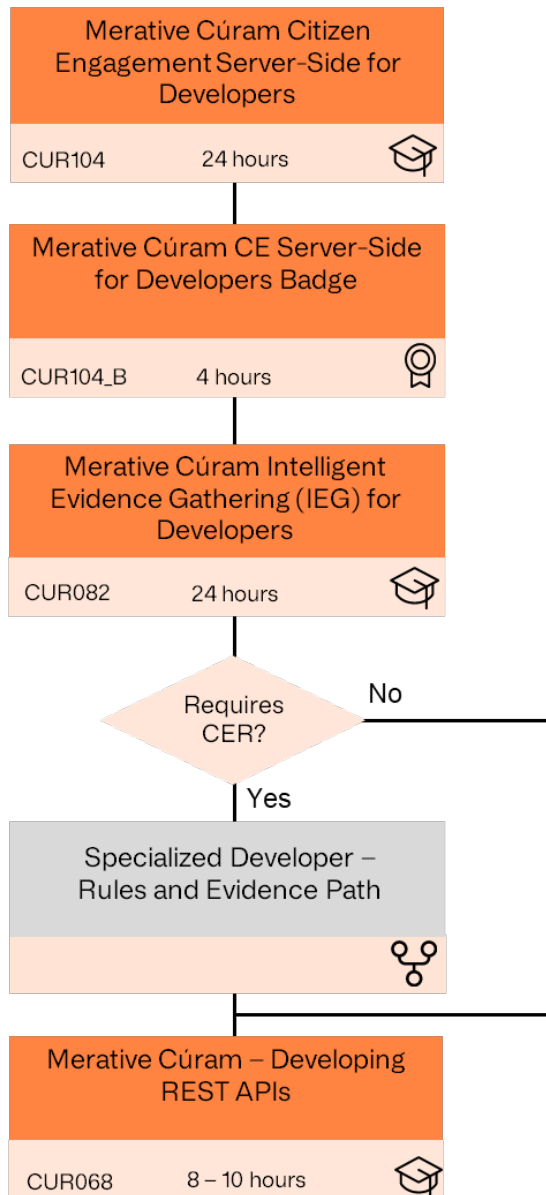 Merative Cúram Citizen
Engagement Server-Side for
Developers
CUR104 24 hours
Merative Cúram CE Server-Side
for Developers Badge
CUR104_B 4 hours
Merative Cúram Intelligent
Evidence Gathering (IEG) for
Developers
CUR082 24 hours
Requires
CER?
No
Yes
Specialized Developer –
Rules and Evidence Path
Merative Cúram – Developing
REST APIs
CUR068 8 – 10 hours